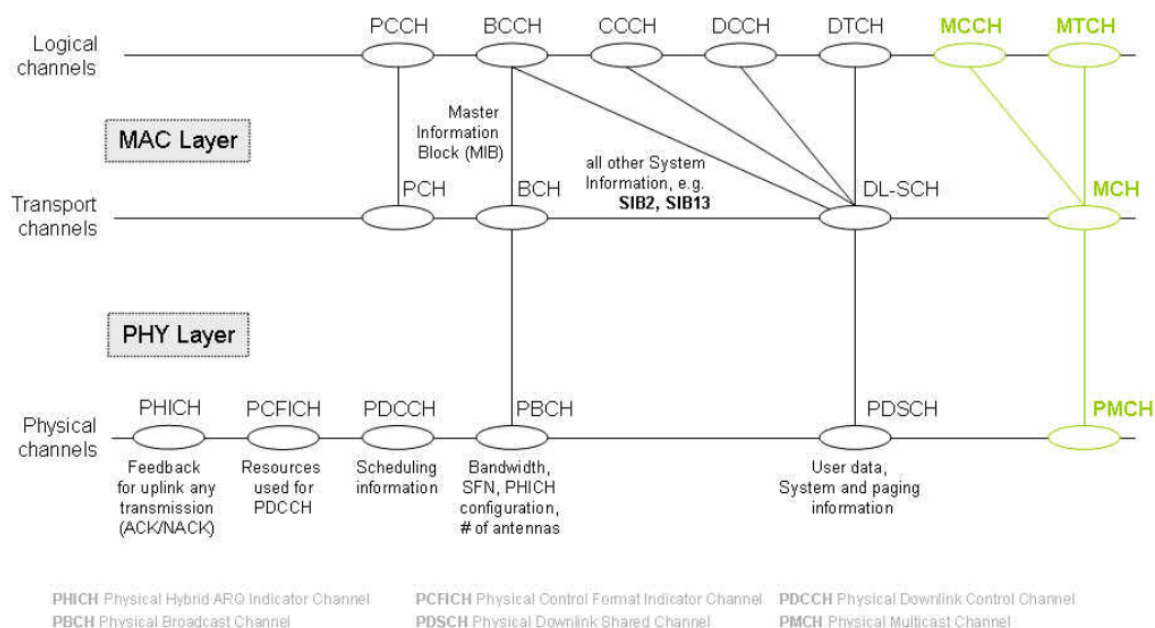 PCCH BCCH CCCH DCCH DTCH MCCH MTCH
Logical
channels
Master
Information
Block (MIB)
MAC Layer
all other System
Information, e.g.
SIB2, SIB13
PCH BCH DL-SCH MCH
Transport
channels
PHY Layer
PHICH PCFICH PDCCH PBCH PDSCH PMCH
Physical
channels
Feedback
for uplink any
transmission
(ACK/NACK)
Resources
used for
PDCCH
Scheduling
information
Bandwidth,
SFN, PHICH
configuration,
# of antennas
User data,
System and paging
information
PHICH Physical Hybrid ARQ Indicator Channel PCFICH Physical Control Format Indicator Channel PDCCH Physical Downlink Control Channel
PBCH Physical Broadcast Channel PDSCH Physical Downlink Shared Channel PMCH Physical Multicast Channel